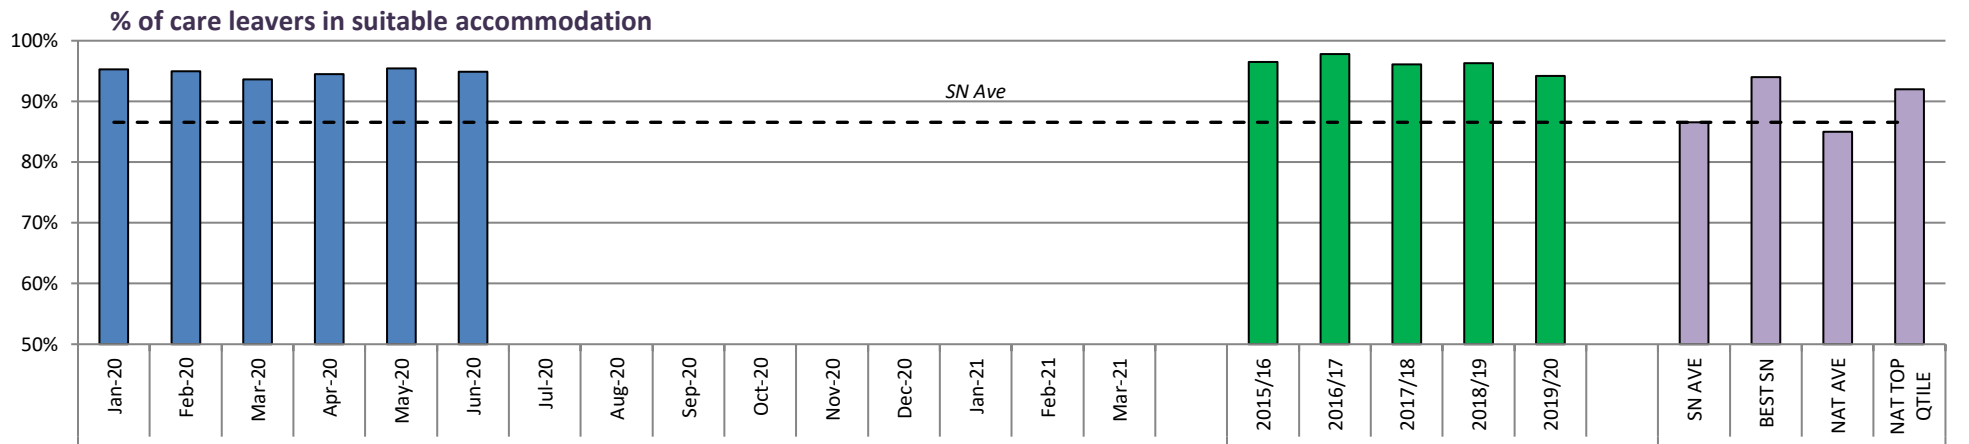 % of care leavers in suitable accommodation
100%
90%
80%
70%
60%
50%
SN Ave
Jan-20
Feb-20
Mar-20
Apr-20
May-20
Jun-20
Jul-20
Aug-20
Sep-20
Oct-20
Nov-20
Dec-20
Jan-21
Feb-21
Mar-21
2015/16
2016/17
2017/18
2018/19
2019/20
SN AVE
BEST SN
NAT AVE
NAT TOP
QTILE